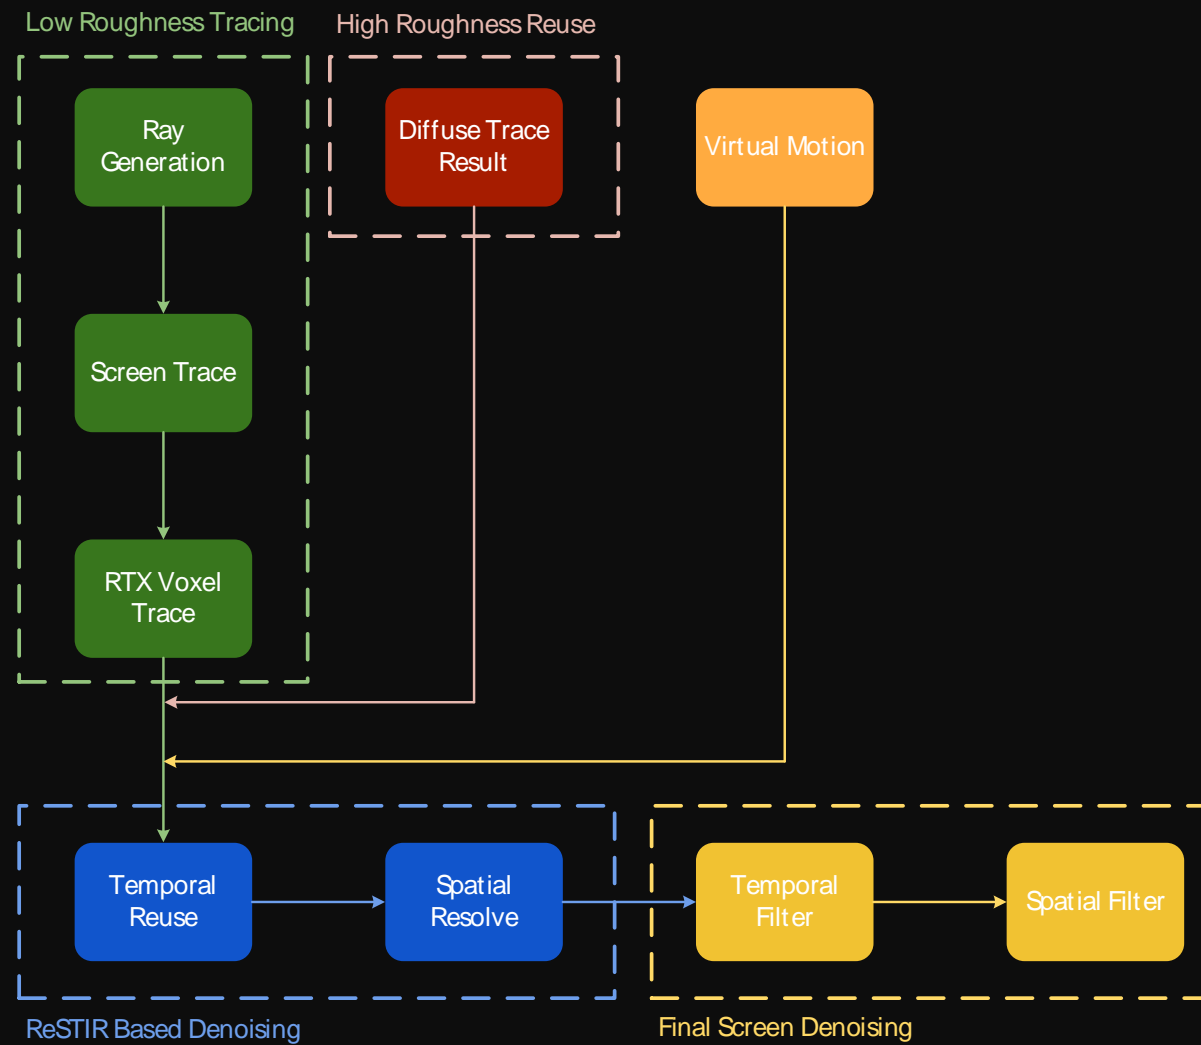 Low Roughness Tracing
High Roughness Reuse
Ray
Generation
Diffuse Trace
Result
Virtual Motion
Screen Trace
RTX Voxel
Trace
Temporal
Reuse
Spatial
Resolve
Temporal
Filter
Spatial Filter
ReSTIR Based Denoising
Final Screen Denoising